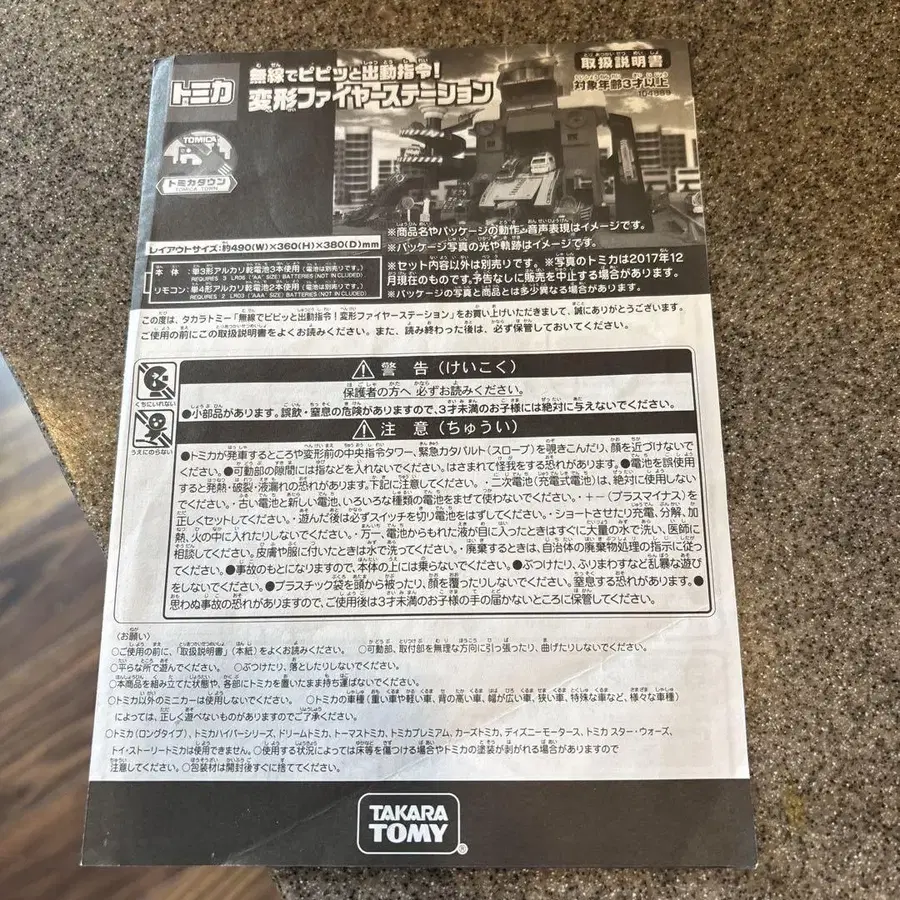 トミカ
無線でピピッと出動指令!
変形ファイヤーステーション
取扱説明書
対象年齢3才以上
TOMICA
トミカタウン
TOMICA TOWN
レイアウトサイズ:約490(W)×360(H)×380(D)mm
本 体:単3形アルカリ乾電池3本使用(電池は別売りです。)
REQUIRES 3 LR06 ("AA" SIZE) BATTERIES (NOT INCLUDED)
リモコン:単4形アルカリ乾電池2本使用(電池は別売りです。)
REQUIRES 2 LR03 ("AAA" SIZE) BATTERIES (NOT INCLUDED)
※商品名やパッケージの動作・音声表現はイメージです。
※パッケージ写真の光や軌跡はイメージです。
※セット内容以外は別売りです。※写真のトミカは2017年12
月現在のものです。予告なしに販売を中止する場合があります。
※パッケージの写真と商品とは多少異なる場合があります。
この度は、タカラトミー「無線でピピッと出動指令!変形ファイヤーステーション」をお買い上げいただきまして、誠にありがとうございます。
ご使用の前にこの取扱説明書をよくお読みください。また、読み終わった後は、必ず保管しておいてください。
くちにいれない
うえにのらない
警 告(けいこく)
保護者の方へ 必ずお読みください。
●小部品があります。誤飲・窒息の危険がありますので、3才未満のお子様には絶対に与えないでください。
注 意(ちゅうい)
●トミカが発車するところや変形前の中央指令タワー、緊急カタパルト(スロープ)を覗きこんだり、顔を近づけないで
ください。●可動部の隙間には指などを入れないでください。はさまれて怪我をする恐れがあります。●電池を誤使用
すると発熱・破裂・液漏れの恐れがあります。下記に注意してください。・二次電池(充電式電池)は、絶対に使用しない
でください。・古い電池と新しい電池、いろいろな種類の電池をまぜて使わないでください。・+-(プラスマイナス)を
正しくセットしてください。・遊んだ後は必ずスイッチを切り電池をはずしてください。・ショートさせたり充電、分解、加
熱、火の中に入れたりしないでください。・万一、電池からもれた液が目に入ったときはすぐに大量の水で洗い、医師に
相談してください。皮膚や服に付いたときは水で洗ってください。・廃棄するときは、自治体の廃棄物処理の指示に従っ
てください。●事故のもとになりますので、本体の上には乗らないでください。●ぶつけたり、ふりまわすなど乱暴な遊び
をしないでください。●プラスチック袋を頭から被ったり、顔を覆ったりしないでください。窒息する恐れがあります。●
思わぬ事故の恐れがありますので、ご使用後は3才未満のお子様の手の届かないところに保管してください。
〈お願い〉
○ご使用の前に、「取扱説明書」(本紙)をよくお読みください。 ○可動部、取付部を無理な方向に引っ張ったり、曲げたりしないでください。
○平らな所で遊んでください。 ○ぶつけたり、落としたりしないでください。
○本商品を組み立てた状態や、各部にトミカを置いたまま持ち運ばないでください。
○トミカ以外のミニカーは使用しないでください。 ○トミカの車種(重い車や軽い車、背の高い車、幅が広い車、狭い車、特殊な車など、様々な車種)
によっては、正しく遊べないものがありますのでご了承ください。
○トミカ(ロングタイプ)、トミカハイパーシリーズ、ドリームトミカ、トーマストミカ、トミカプレミアム、カーズトミカ、ディズニーモータース、トミカ スター・ウォーズ、
トイ・ストーリートミカは使用できません。○使用する状況によっては床等を傷つける場合やトミカの塗装が剥がれる場合がありますので
注意してください。○包装材は開封後すぐに捨ててください。
TAKARA
TOMY®